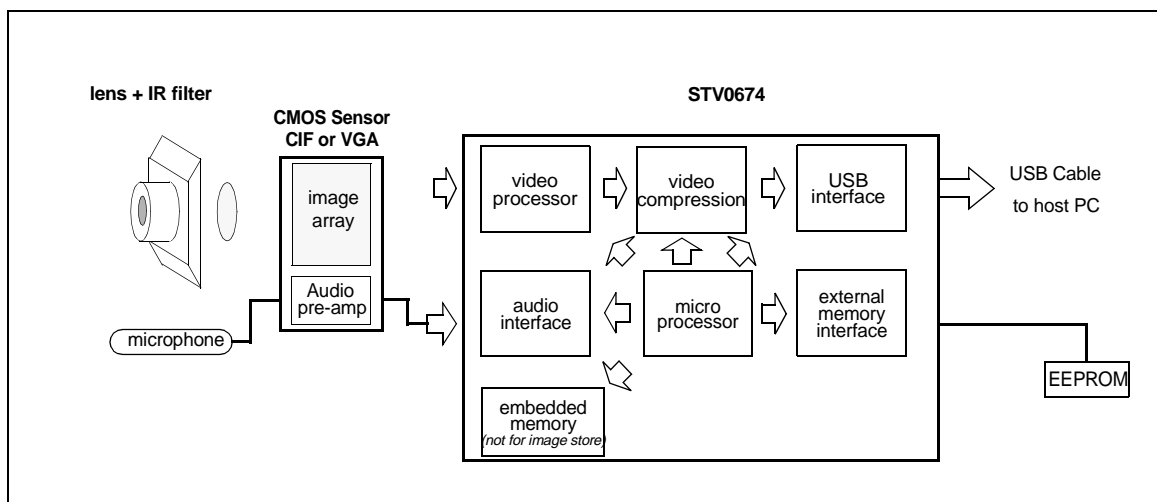 lens + IR filter
STV0674
CMOS Sensor
CIF or VGA
image
array
Audio
pre-amp
microphone
video
processor
video
compression
USB
interface
USB Cable
to host PC
audio
interface
micro
processor
external
memory
interface
embedded
memory
(not for image store)
EEPROM